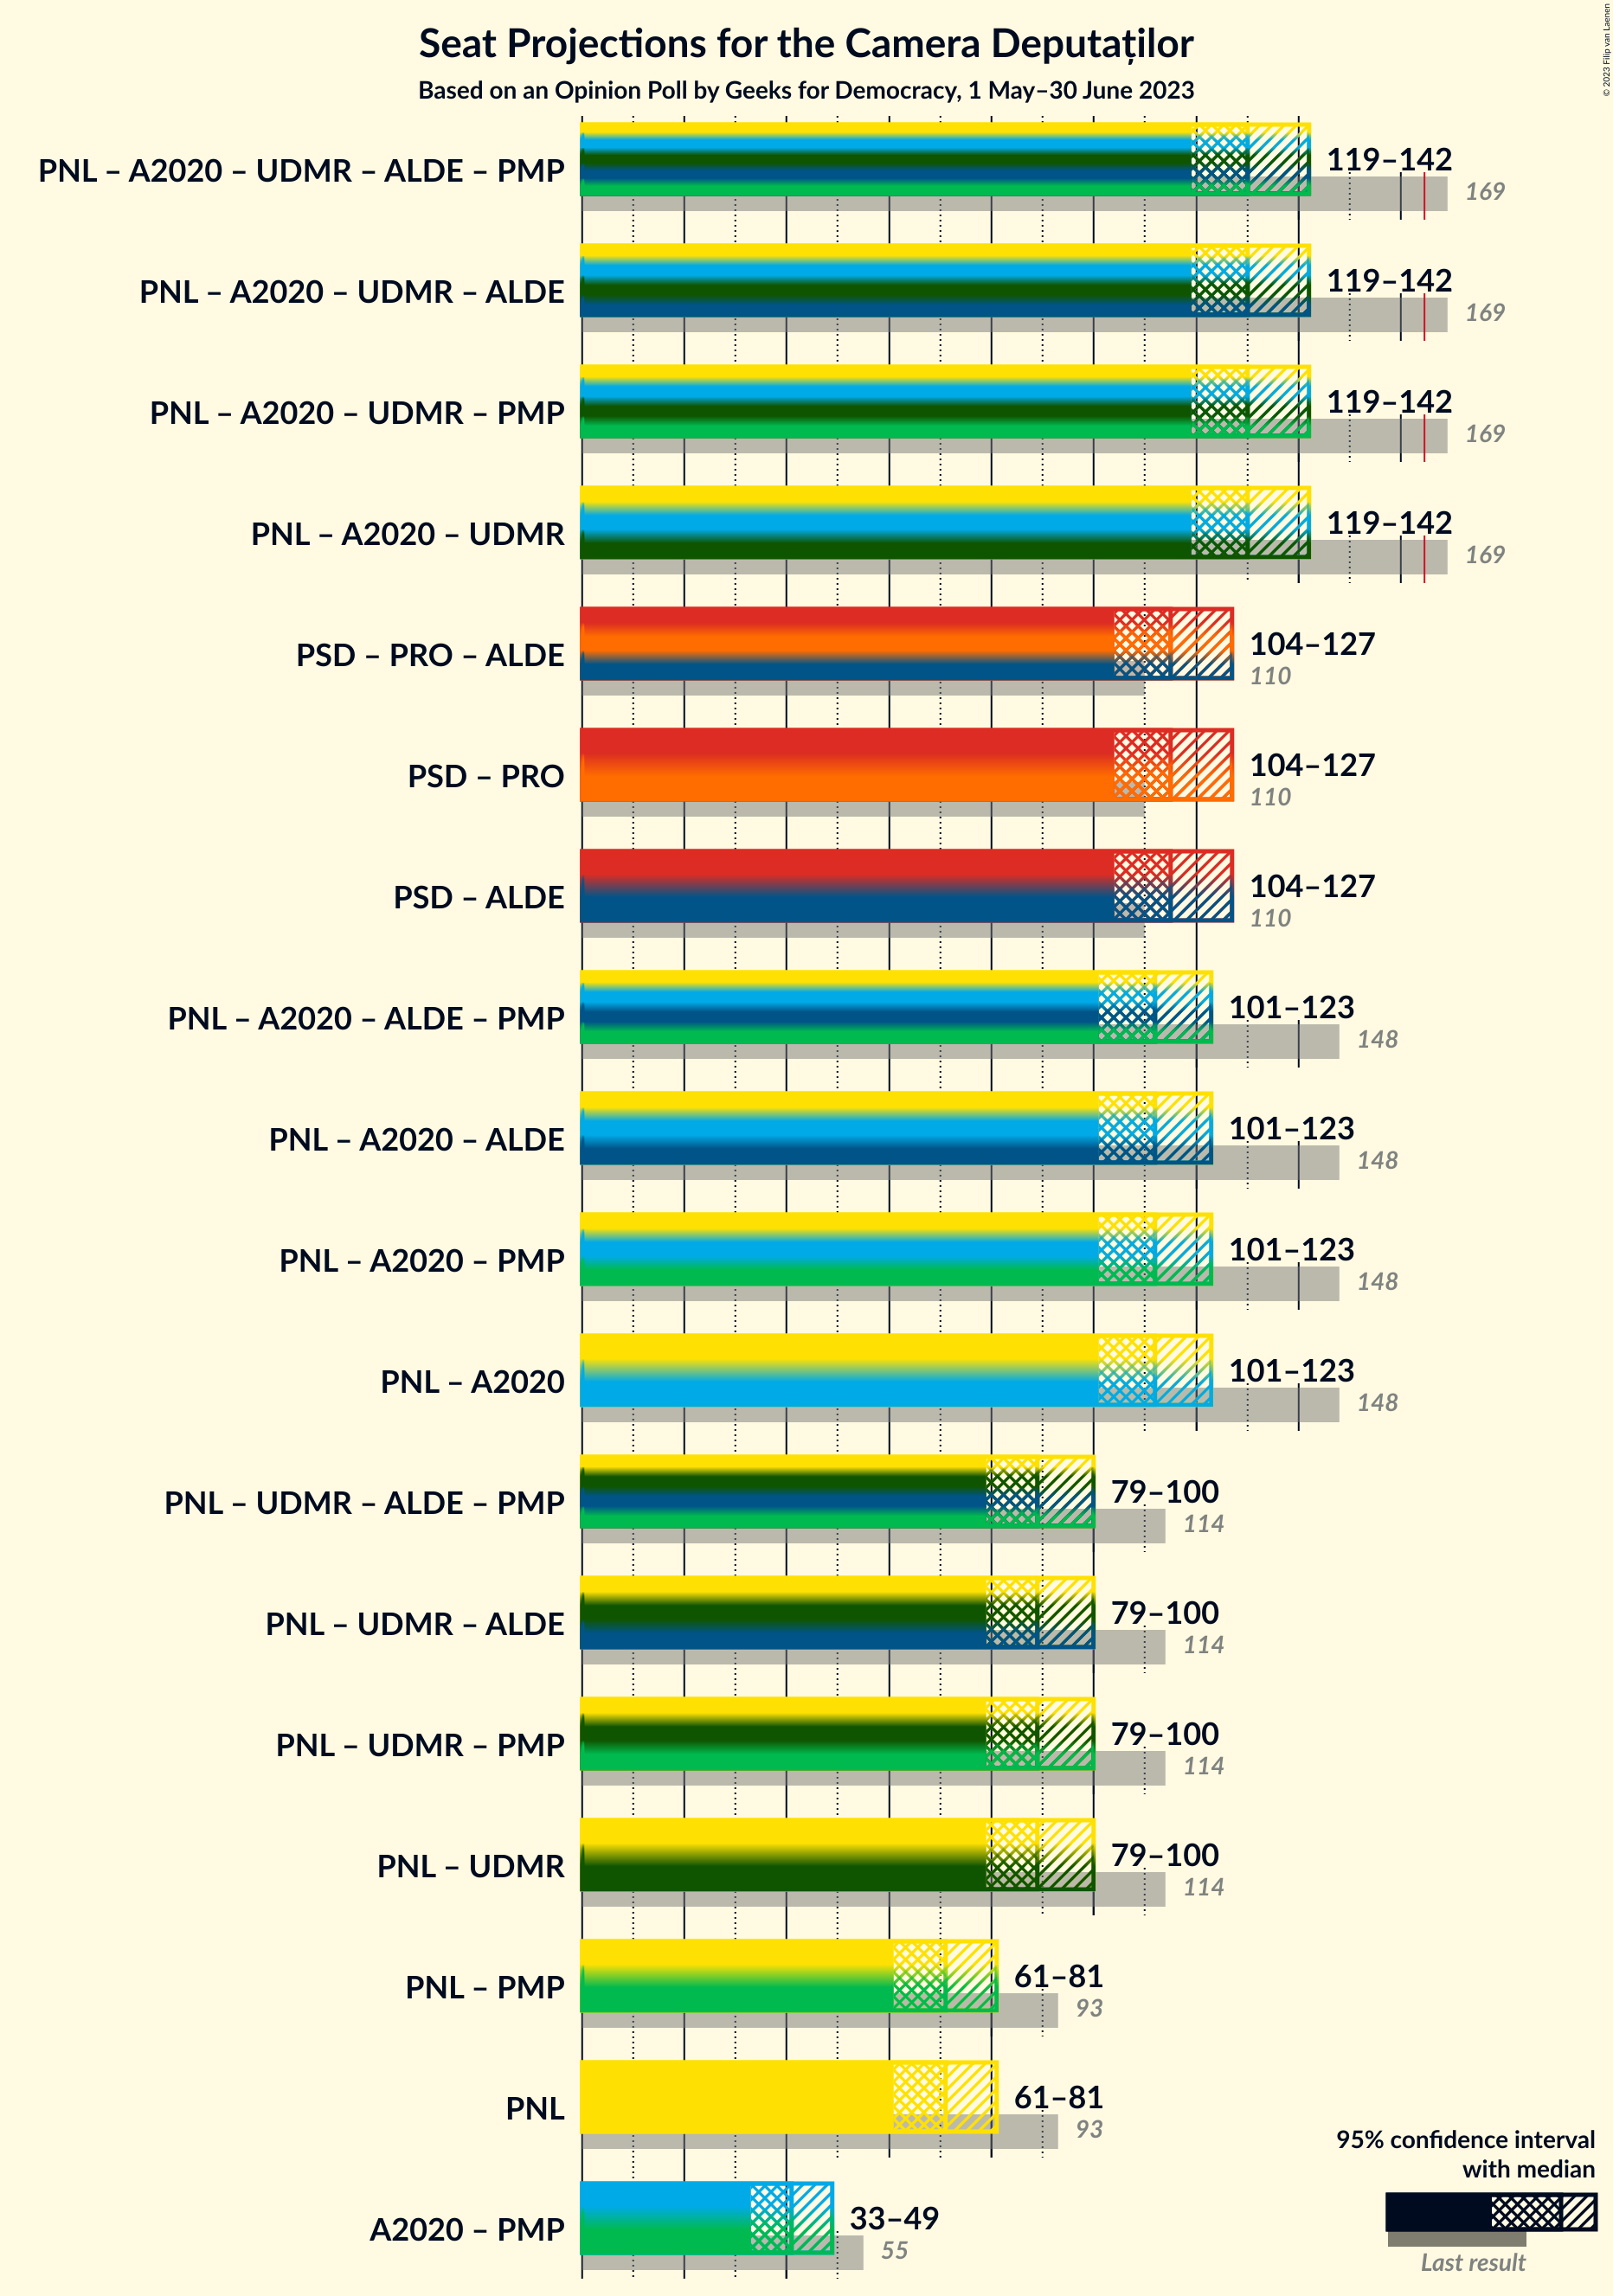 Seat Projections for the Camera Deputaților
Based on an Opinion Poll by Geeks for Democracy, 1 May–30 June 2023
© 2023 Filip van Laenen
PNL – A2020 – UDMR – ALDE – PMP
119–142
169
PNL – A2020 – UDMR – ALDE
119–142
169
PNL – A2020 – UDMR – PMP
119–142
169
PNL – A2020 – UDMR
119–142
169
PSD – PRO – ALDE
104–127
110
PSD – PRO
104–127
110
PSD – ALDE
104–127
110
PNL – A2020 – ALDE – PMP
101–123
148
PNL – A2020 – ALDE
101–123
148
PNL – A2020 – PMP
101–123
148
PNL – A2020
101–123
148
PNL – UDMR – ALDE – PMP
79–100
114
PNL – UDMR – ALDE
79–100
114
PNL – UDMR – PMP
79–100
114
PNL – UDMR
79–100
114
PNL – PMP
61–81
93
PNL
61–81
93
A2020 – PMP
33–49
55
95% confidence interval
with median
Last result